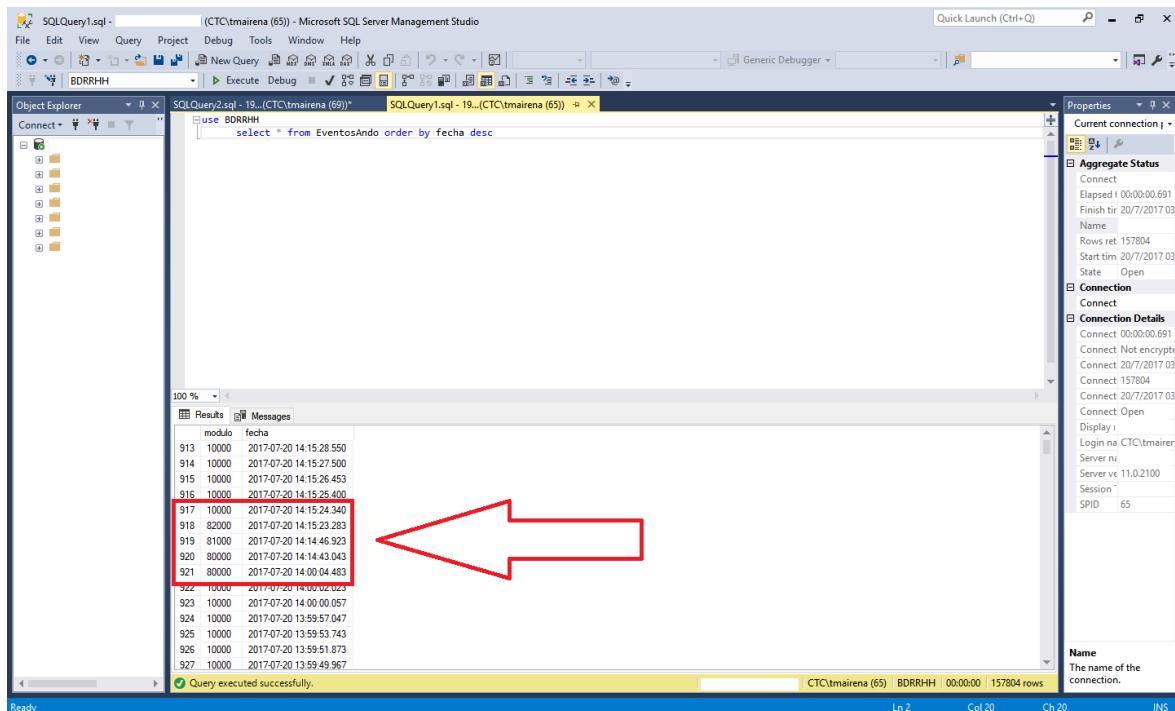 SQLQuery1.sql - (CTC\tmairena (65)) - Microsoft SQL Server Management Studio
Quick Launch (Ctrl+Q)
File Edit View Query Project Debug Tools Window Help
New Query
Generic Debugger
BDRRHH Execute Debug
Object Explorer
SQLQuery2.sql - 19...(CTC\tmairena (69))*
SQLQuery1.sql - 19...(CTC\tmairena (65))
Properties
Connect
use BDRRHH
select * from EventosAndo order by fecha desc
Current connection
Aggregate Status
Connect
Elapsed t 00:00:00.691
Finish tir 20/7/2017 03
Name
Rows ret 157804
Start tim 20/7/2017 03
State Open
Connection
Connect
Connection Details
Connect 00:00:00.691
Connect Not encrypte
Connect 20/7/2017 03
Connect 157804
Connect 20/7/2017 03
Connect Open
Display
Login na CTC\tmairer
Server na
Server ve 11.0.2100
Session
SPID 65
Name
The name of the
connection.
100 %
Results Messages
modulo fecha
913 10000 2017-07-20 14:15:28.550
914 10000 2017-07-20 14:15:27.500
915 10000 2017-07-20 14:15:26.453
916 10000 2017-07-20 14:15:25.400
917 10000 2017-07-20 14:15:24.340
918 82000 2017-07-20 14:15:23.283
919 81000 2017-07-20 14:14:46.923
920 80000 2017-07-20 14:14:43.043
921 80000 2017-07-20 14:00:04.483
922 10000 2017-07-20 14:00:02.023
923 10000 2017-07-20 14:00:00.057
924 10000 2017-07-20 13:59:57.047
925 10000 2017-07-20 13:59:53.743
926 10000 2017-07-20 13:59:51.873
927 10000 2017-07-20 13:59:49.967
Query executed successfully.
CTC\tmairena (65) BDRRHH 00:00:00 157804 rows
Ready Ln 2 Col 20 Ch 20 INS